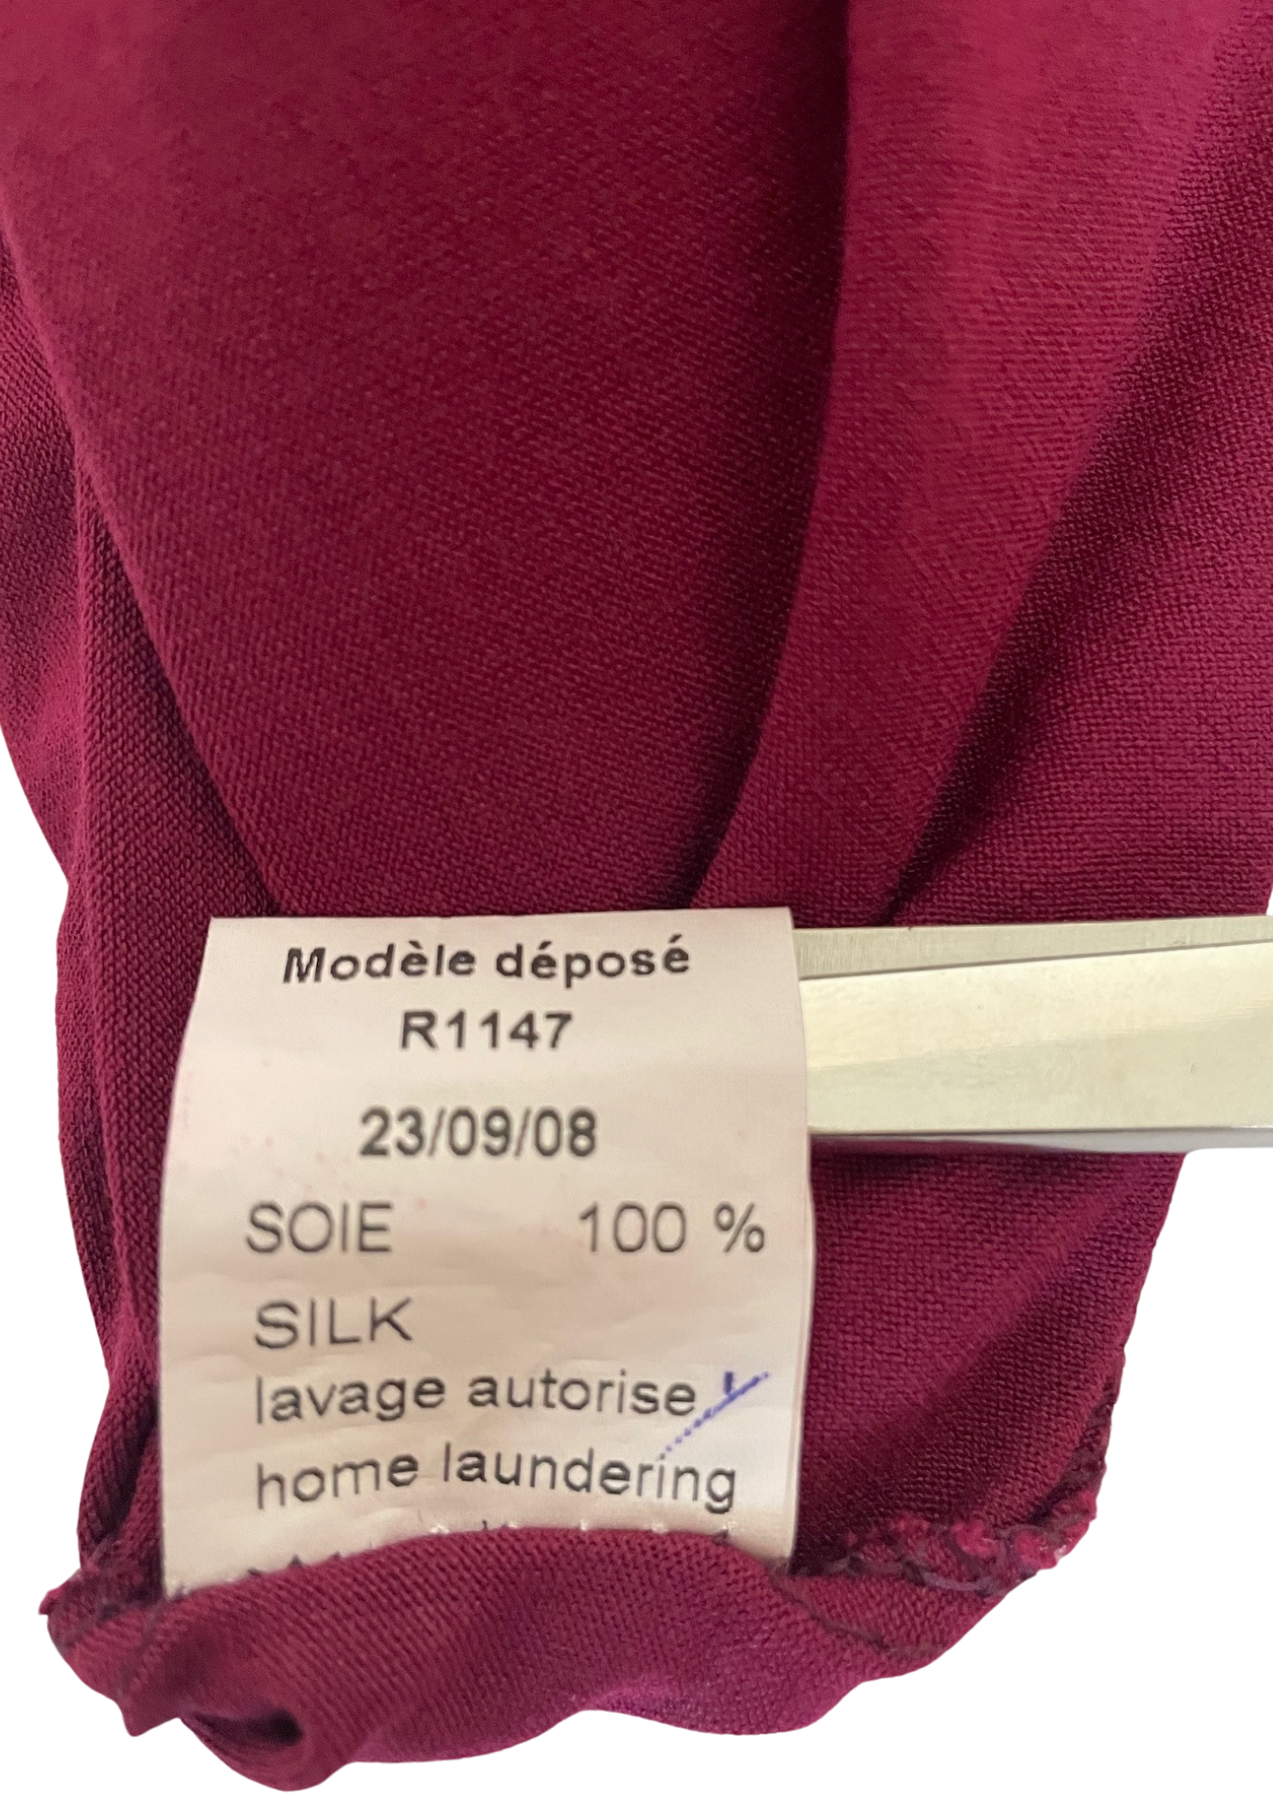 Modèle déposé
R1147
23/09/08
SOIE 100 %
SILK
lavage autorise
home laundering